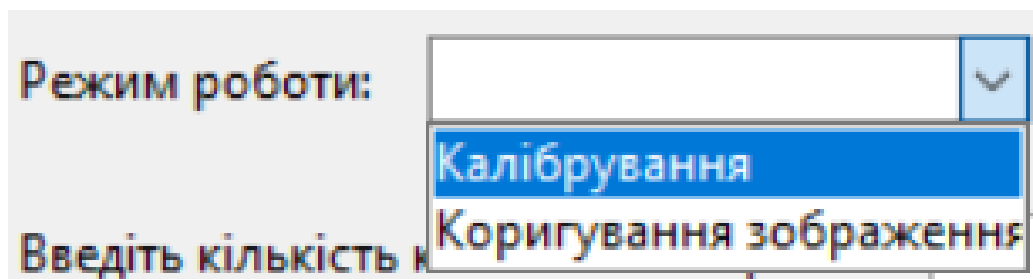 Режим роботи:
Калібрування
Коригування зображення
Введіть кількість к